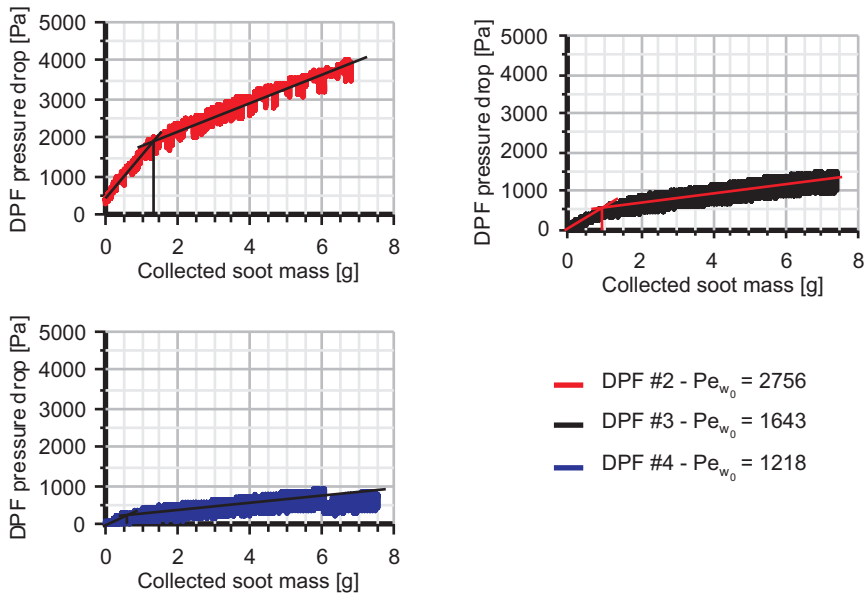 DPF pressure drop [Pa]
5000
4000
3000
2000
1000
0
0 2 4 6 8
Collected soot mass [g]
DPF pressure drop [Pa]
5000
4000
3000
2000
1000
0
0 2 4 6 8
Collected soot mass [g]
DPF pressure drop [Pa]
5000
4000
3000
2000
1000
0
0 2 4 6 8
Collected soot mass [g]
DPF #2 - Pew0 = 2756
DPF #3 - Pew0 = 1643
DPF #4 - Pew0 = 1218